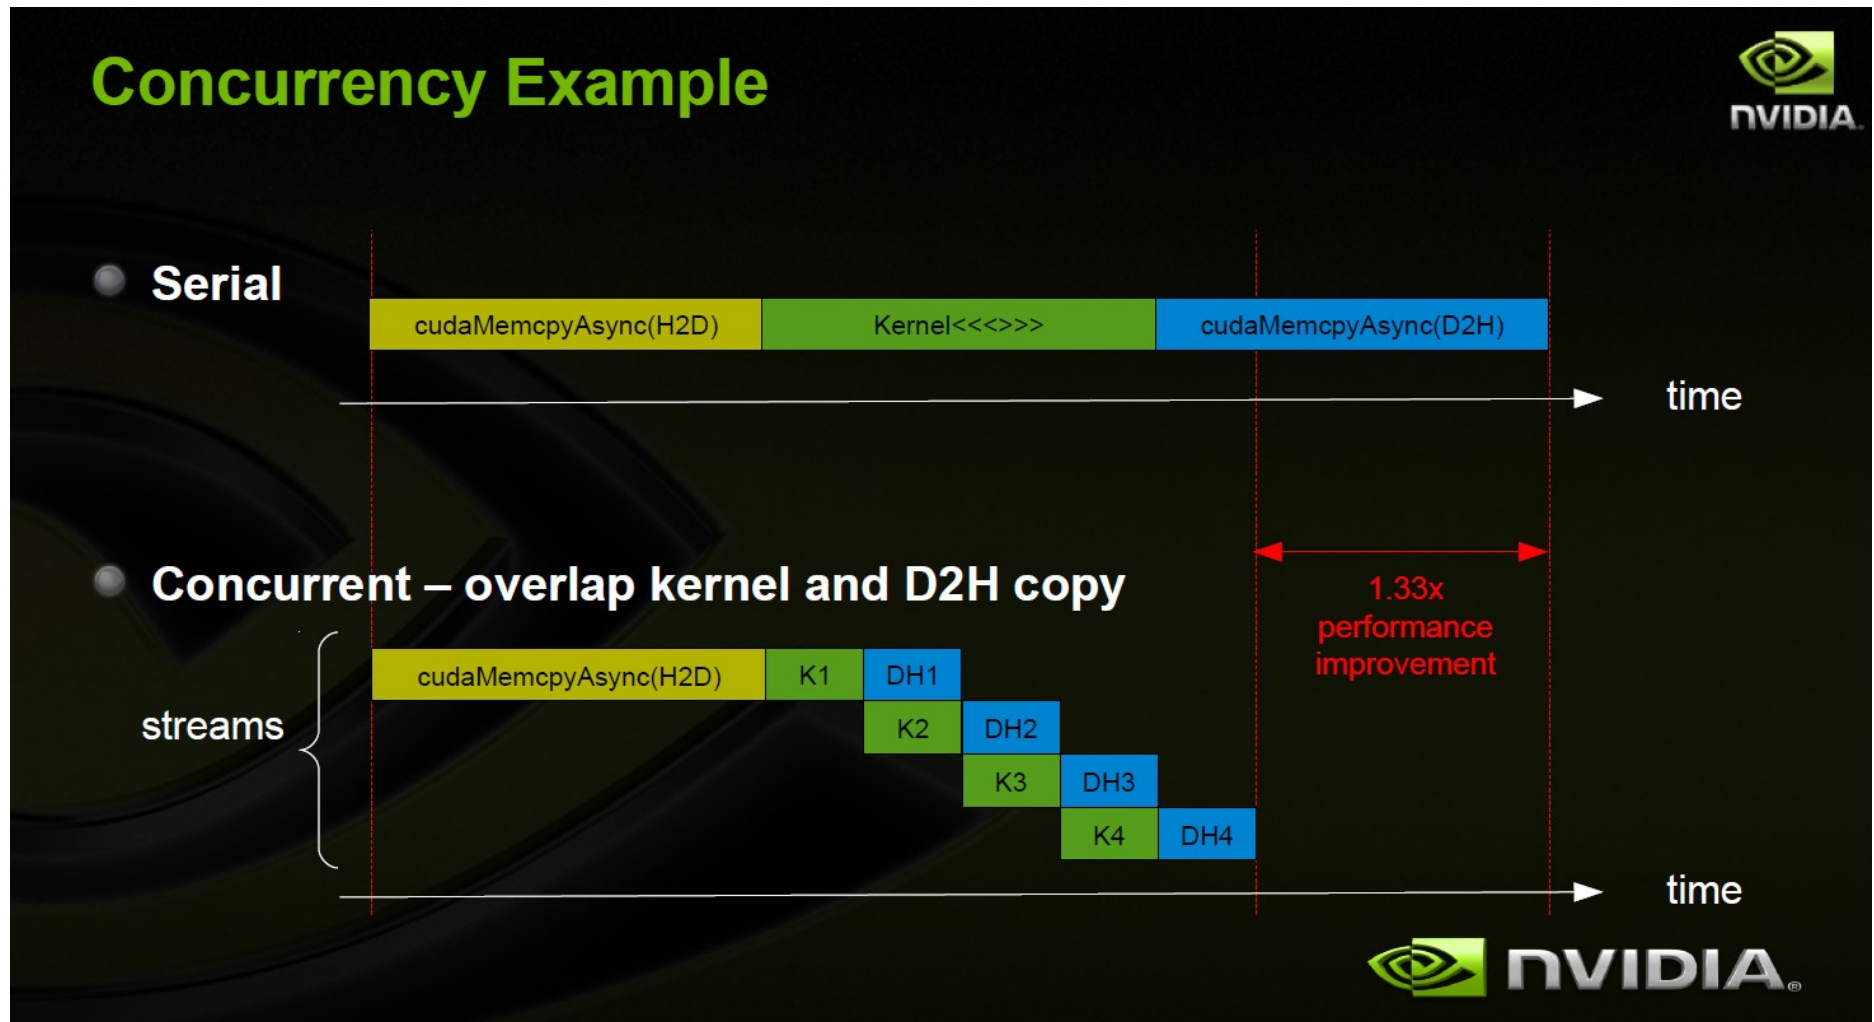 Concurrency Example
NVIDIA.
Serial
cudaMemcpyAsync(H2D) Kernel<<<>>> cudaMemcpyAsync(D2H)
time
Concurrent – overlap kernel and D2H copy
1.33x
performance
improvement
streams
cudaMemcpyAsync(H2D) K1 DH1
K2 DH2
K3 DH3
K4 DH4
time
NVIDIA.®